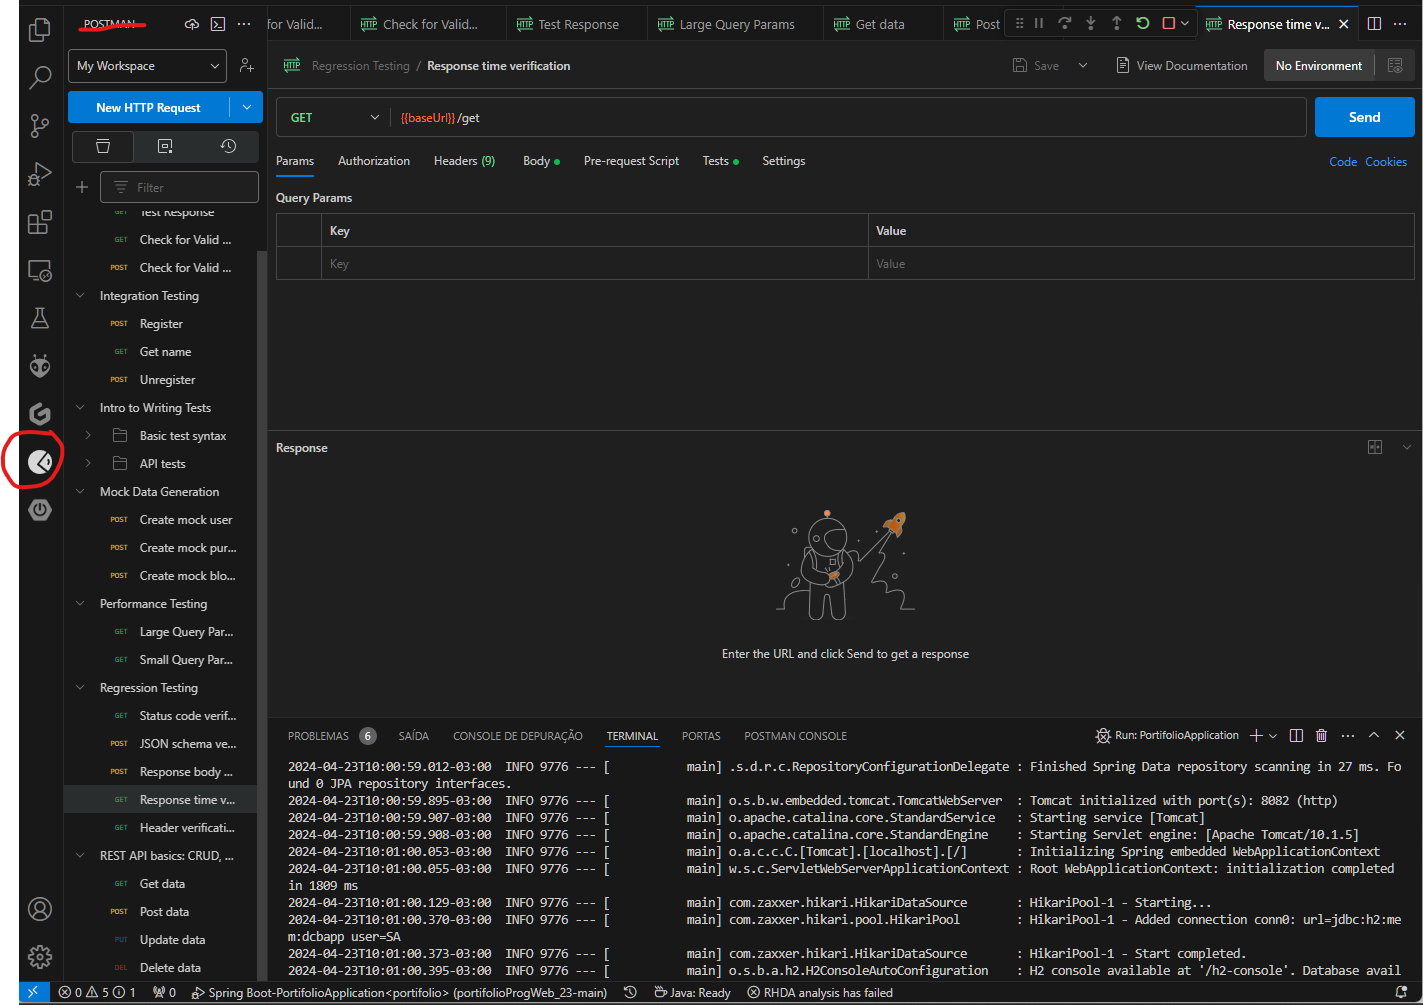 POSTMAN
for Valid...
Check for Valid...
Test Response
Large Query Params
Get data
Post
Response time v...
My Workspace
Regression Testing / Response time verification
Save
View Documentation
No Environment
New HTTP Request
GET
{{baseUrl}}/get
Send
Params
Authorization
Headers (9)
Body
Pre-request Script
Tests
Settings
Code
Cookies
Filter
Query Params
Key
Value
Key
Value
GET Test Response
GET Check for Valid ...
POST Check for Valid ...
Integration Testing
POST Register
GET Get name
POST Unregister
Intro to Writing Tests
Basic test syntax
API tests
Mock Data Generation
POST Create mock user
POST Create mock pur...
POST Create mock blo...
Performance Testing
GET Large Query Par...
GET Small Query Par...
Regression Testing
GET Status code verif...
POST JSON schema ve...
POST Response body ...
GET Response time v...
GET Header verificati...
REST API basics: CRUD, ...
GET Get data
POST Post data
PUT Update data
DEL Delete data
Response
Enter the URL and click Send to get a response
PROBLEMAS 6
SAÍDA
CONSOLE DE DEPURAÇÃO
TERMINAL
PORTAS
POSTMAN CONSOLE
Run: PortifolioApplication
2024-04-23T10:00:59.012-03:00 INFO 9776 --- [ main] .s.d.r.c.RepositoryConfigurationDelegate : Finished Spring Data repository scanning in 27 ms. Fo
und 0 JPA repository interfaces.
2024-04-23T10:00:59.895-03:00 INFO 9776 --- [ main] o.s.b.w.embedded.tomcat.TomcatWebServer : Tomcat initialized with port(s): 8082 (http)
2024-04-23T10:00:59.907-03:00 INFO 9776 --- [ main] o.apache.catalina.core.StandardService : Starting service [Tomcat]
2024-04-23T10:00:59.908-03:00 INFO 9776 --- [ main] o.apache.catalina.core.StandardEngine : Starting Servlet engine: [Apache Tomcat/10.1.5]
2024-04-23T10:01:00.053-03:00 INFO 9776 --- [ main] o.a.c.c.C.[Tomcat].[localhost].[/] : Initializing Spring embedded WebApplicationContext
2024-04-23T10:01:00.055-03:00 INFO 9776 --- [ main] w.s.c.ServletWebServerApplicationContext : Root WebApplicationContext: initialization completed
in 1809 ms
2024-04-23T10:01:00.129-03:00 INFO 9776 --- [ main] com.zaxxer.hikari.HikariDataSource : HikariPool-1 - Starting...
2024-04-23T10:01:00.370-03:00 INFO 9776 --- [ main] com.zaxxer.hikari.pool.HikariPool : HikariPool-1 - Added connection conn0: url=jdbc:h2:me
m:dcbapp user=SA
2024-04-23T10:01:00.373-03:00 INFO 9776 --- [ main] com.zaxxer.hikari.HikariDataSource : HikariPool-1 - Start completed.
2024-04-23T10:01:00.395-03:00 INFO 9776 --- [ main] o.s.b.a.h2.H2ConsoleAutoConfiguration : H2 console available at '/h2-console'. Database avail
0 5 1
0
Spring Boot-PortifolioApplication<portifolio> (portifolioProgWeb_23-main)
Java: Ready
RHDA analysis has failed